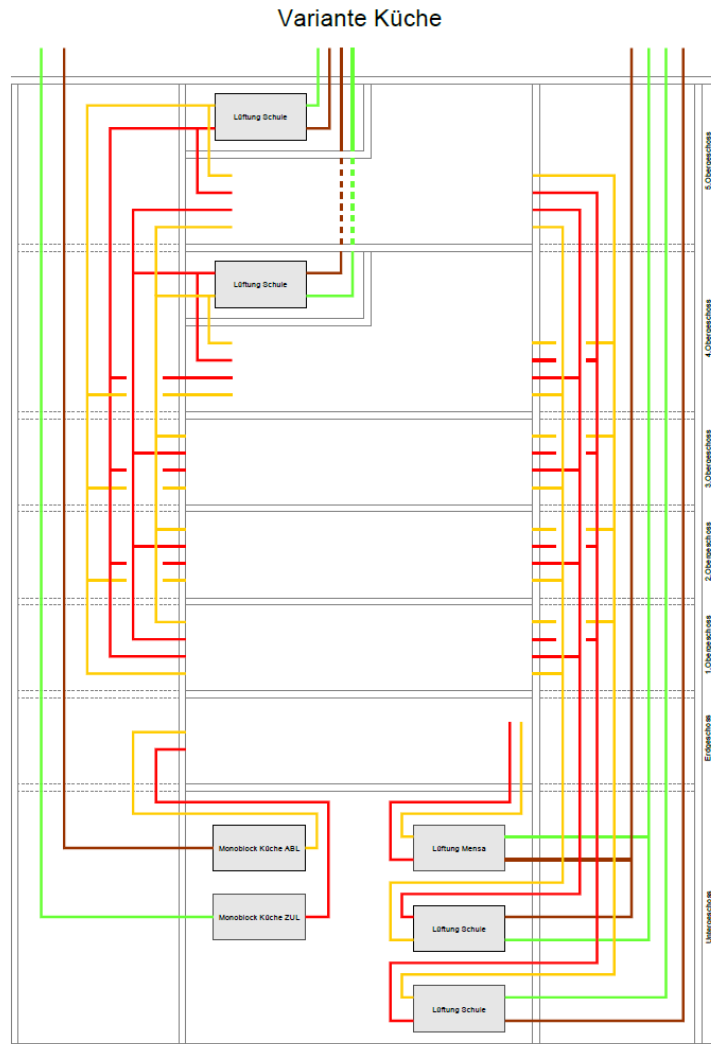 Variante Küche
Lüftung Schule
5.Obergeschoss
Lüftung Schule
4.Obergeschoss
3.Obergeschoss
2.Obergeschoss
1.Obergeschoss
Erdgeschoss
Monoblock Küche ABL
Lüftung Mensa
Monoblock Küche ZUL
Lüftung Schule
Untergeschoss
Lüftung Schule